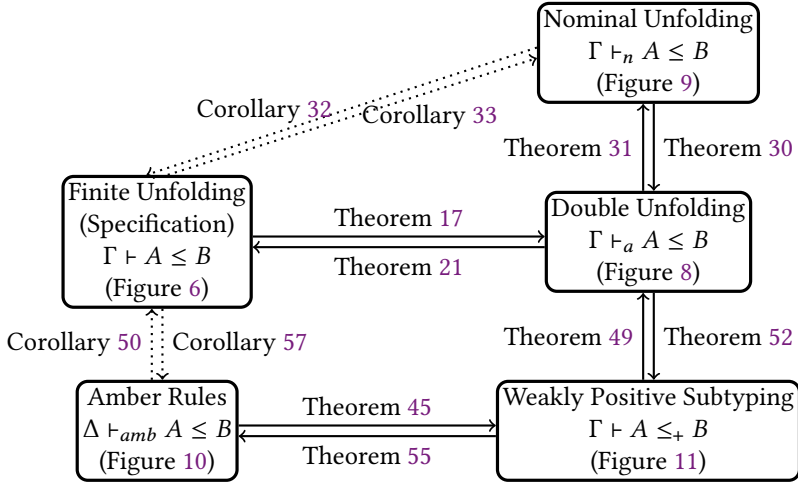 Nominal Unfolding
Γ ⊢n A ≤ B
(Figure 9)
Corollary 32
Corollary 33
Theorem 31
Theorem 30
Finite Unfolding
(Specification)
Γ ⊢ A ≤ B
(Figure 6)
Theorem 17
Theorem 21
Double Unfolding
Γ ⊢a A ≤ B
(Figure 8)
Corollary 50
Corollary 57
Theorem 49
Theorem 52
Amber Rules
Δ ⊢amb A ≤ B
(Figure 10)
Theorem 45
Theorem 55
Weakly Positive Subtyping
Γ ⊢ A ≤+ B
(Figure 11)